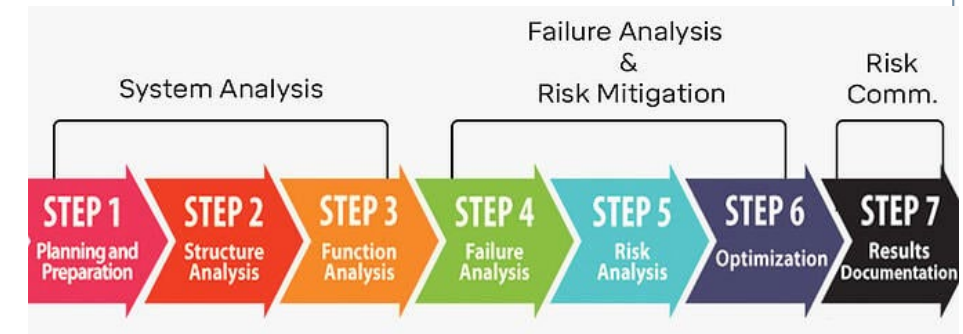 System Analysis
Failure Analysis
&
Risk Mitigation
Risk
Comm.
STEP 1
Planning and
Preparation
STEP 2
Structure
Analysis
STEP 3
Function
Analysis
STEP 4
Failure
Analysis
STEP 5
Risk
Analysis
STEP 6
Optimization
STEP 7
Results
Documentation